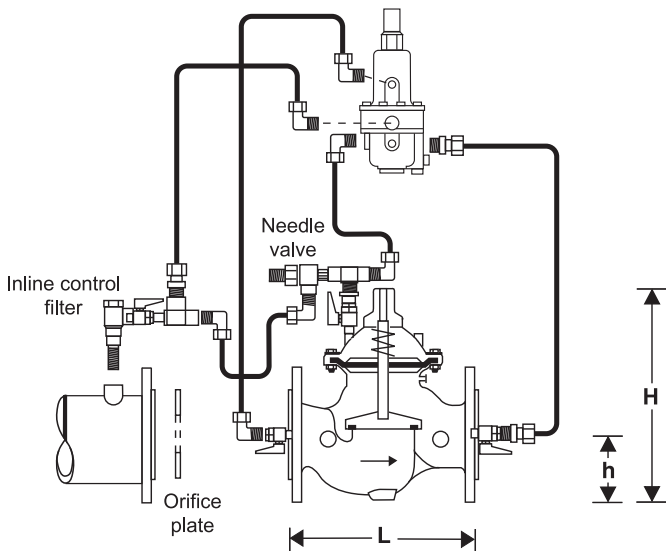 Needle
valve
Inline control
filter
H
h
Orifice
plate
L